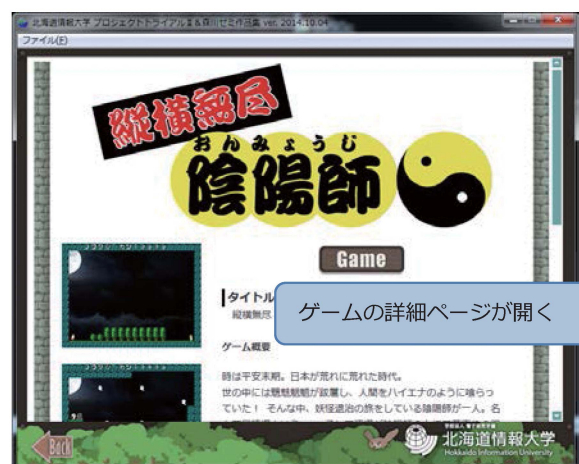 北海道情報大学 プロジェクトトライアルⅡ&森川ゼミ作品集 ver. 2014.10.04
ファイル(F)
縦横無尽
おんみょうじ
陰陽師
Game
タイトル
縦横無尽
ゲームの詳細ページが開く
ゲーム概要
時は平安末期。日本が荒れに荒れた時代。
世の中には魑魅魍魎が跋扈し、人間をハイエナのように喰らっ
ていた! そんな中、妖怪退治の旅をしている陰陽師が一人。名
Back
北海道情報大学
Hokkaido Information University